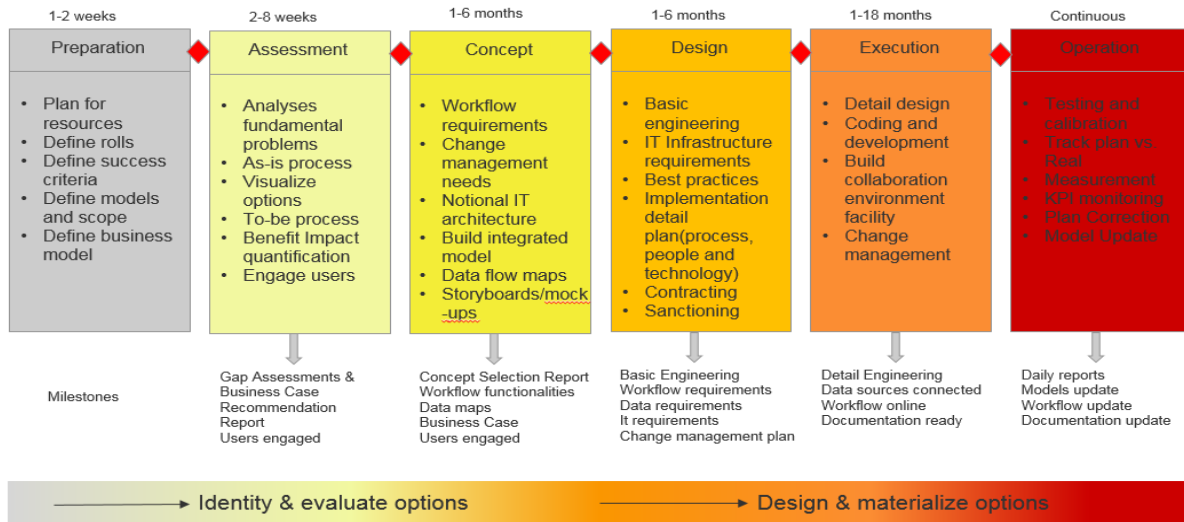 1-2 weeks
2-8 weeks
1-6 months
1-6 months
1-18 months
Continuous
Preparation
Assessment
Concept
Design
Execution
Operation
• Plan for
resources
• Define rolls
• Define success
criteria
• Define models
and scope
• Define business
model
• Analyses
fundamental
problems
• As-is process
• Visualize
options
• To-be process
• Benefit Impact
quantification
• Engage users
• Workflow
requirements
• Change
management
needs
• Notional IT
architecture
• Build integrated
model
• Data flow maps
• Storyboards/mock
-ups
• Basic
engineering
• IT Infrastructure
requirements
• Best practices
• Implementation
detail
plan(process,
people and
technology)
• Contracting
• Sanctioning
• Detail design
• Coding and
development
• Build
collaboration
environment
facility
• Change
management
• Testing and
calibration
• Track plan vs
Real
• Measurement
• KPI monitoring
• Plan Correction
• Model Update
Milestones
Gap Assessments &
Business Case
Recommendation
Report
Users engaged
Concept Selection Report
Workflow functionalities
Data maps
Business Case
Users engaged
Basic Engineering
Workflow requirements
Data requirements
It requirements
Change management plan
Detail Engineering
Data sources connected
Workflow online
Documentation ready
Daily reports
Models update
Workflow update
Documentation update
Identity & evaluate options
Design & materialize options